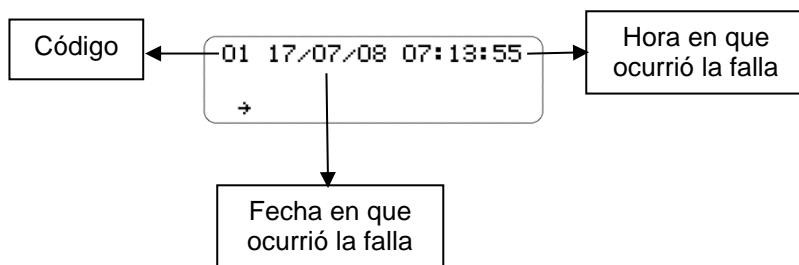 Código
01 17/07/08 07:13:55
→
Hora en que
ocurrió la falla
Fecha en que
ocurrió la falla